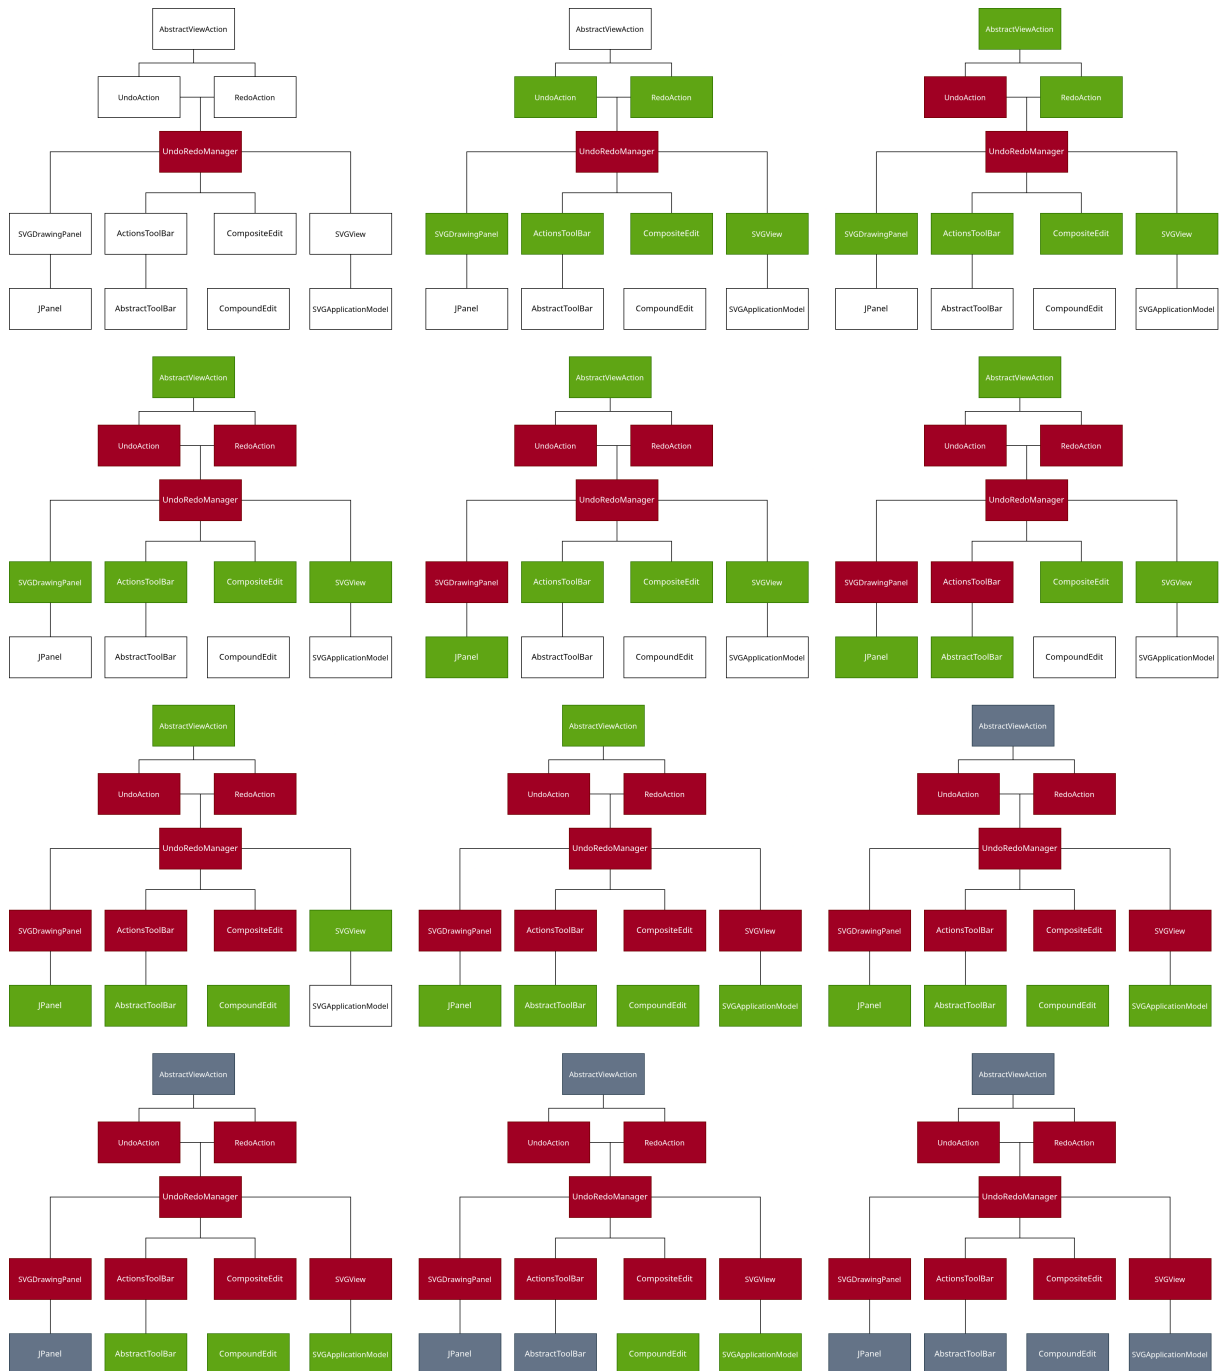 AbstractViewAction AbstractViewAction AbstractViewAction
UndoAction RedoAction UndoAction RedoAction UndoAction RedoAction
UndoRedoManager UndoRedoManager UndoRedoManager
SVGDrawingPanel ActionsToolBar CompositeEdit SVGView SVGDrawingPanel ActionsToolBar CompositeEdit SVGView SVGDrawingPanel ActionsToolBar CompositeEdit SVGView
JPanel AbstractToolBar CompoundEdit SVGApplicationModel JPanel AbstractToolBar CompoundEdit SVGApplicationModel JPanel AbstractToolBar CompoundEdit SVGApplicationModel
AbstractViewAction AbstractViewAction AbstractViewAction
UndoAction RedoAction UndoAction RedoAction UndoAction RedoAction
UndoRedoManager UndoRedoManager UndoRedoManager
SVGDrawingPanel ActionsToolBar CompositeEdit SVGView SVGDrawingPanel ActionsToolBar CompositeEdit SVGView SVGDrawingPanel ActionsToolBar CompositeEdit SVGView
JPanel AbstractToolBar CompoundEdit SVGApplicationModel JPanel AbstractToolBar CompoundEdit SVGApplicationModel JPanel AbstractToolBar CompoundEdit SVGApplicationModel
AbstractViewAction AbstractViewAction AbstractViewAction
UndoAction RedoAction UndoAction RedoAction UndoAction RedoAction
UndoRedoManager UndoRedoManager UndoRedoManager
SVGDrawingPanel ActionsToolBar CompositeEdit SVGView SVGDrawingPanel ActionsToolBar CompositeEdit SVGView SVGDrawingPanel ActionsToolBar CompositeEdit SVGView
JPanel AbstractToolBar CompoundEdit SVGApplicationModel JPanel AbstractToolBar CompoundEdit SVGApplicationModel JPanel AbstractToolBar CompoundEdit SVGApplicationModel
AbstractViewAction AbstractViewAction AbstractViewAction
UndoAction RedoAction UndoAction RedoAction UndoAction RedoAction
UndoRedoManager UndoRedoManager UndoRedoManager
SVGDrawingPanel ActionsToolBar CompositeEdit SVGView SVGDrawingPanel ActionsToolBar CompositeEdit SVGView SVGDrawingPanel ActionsToolBar CompositeEdit SVGView
JPanel AbstractToolBar CompoundEdit SVGApplicationModel JPanel AbstractToolBar CompoundEdit SVGApplicationModel JPanel AbstractToolBar CompoundEdit SVGApplicationModel